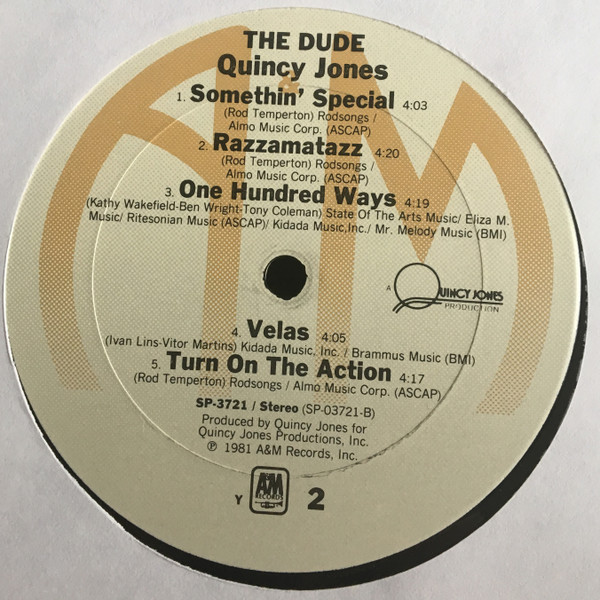 THE DUDE
Quincy Jones
1. Somethin' Special 4:03
(Rod Temperton) Rodsongs /
Almo Music Corp. (ASCAP)
2. Razzamatazz 4:20
(Rod Temperton) Rodsongs /
Almo Music Corp. (ASCAP)
3. One Hundred Ways 4:19
(Kathy Wakefield-Ben Wright-Tony Coleman) State Of The Arts Music/ Eliza M.
Music/ Ritesonian Music (ASCAP)/ Kidada Music,Inc./ Mr. Melody Music (BMI)
A QUINCY JONES
PRODUCTION
4. Velas 4:05
(Ivan Lins-Vitor Martins) Kidada Music, Inc. / Brammus Music (BMI)
5. Turn On The Action 4:17
(Rod Temperton) Rodsongs / Almo Music Corp. (ASCAP)
SP-3721 / Stereo (SP-03721-B)
Produced by Quincy Jones for
Quincy Jones Productions, Inc.
℗ 1981 A&M Records, Inc.
Y A&M RECORDS 2
A&M